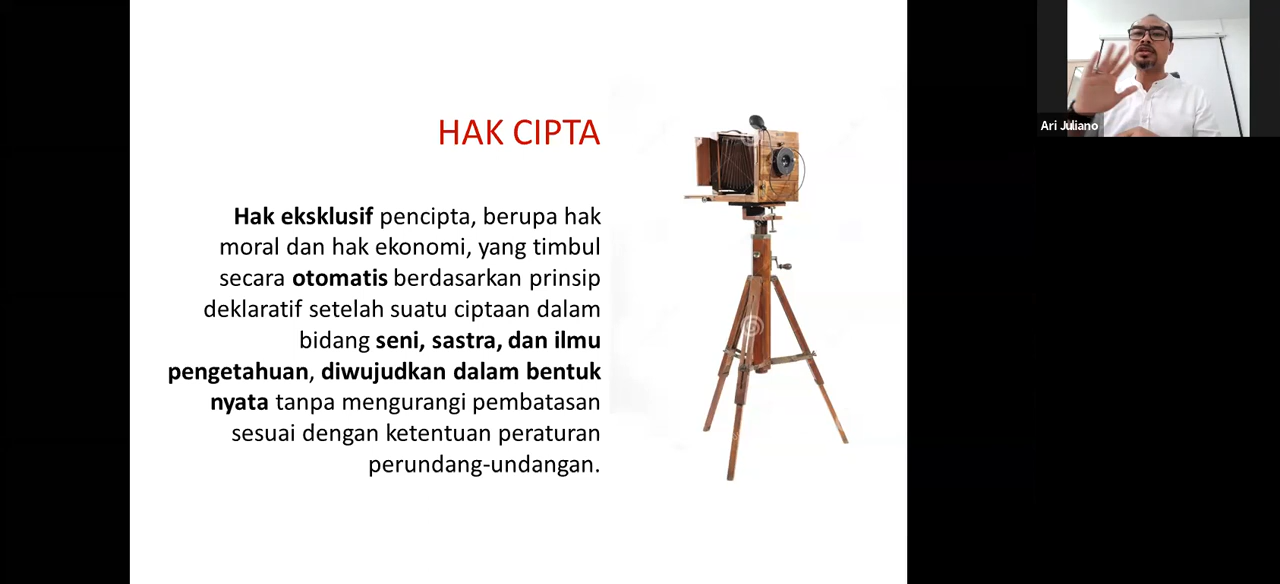 HAK CIPTA
Hak eksklusif pencipta, berupa hak
moral dan hak ekonomi, yang timbul
secara otomatis berdasarkan prinsip
deklaratif setelah suatu ciptaan dalam
bidang seni, sastra, dan ilmu
pengetahuan, diwujudkan dalam bentuk
nyata tanpa mengurangi pembatasan
sesuai dengan ketentuan peraturan
perundang-undangan.
Ari Juliano